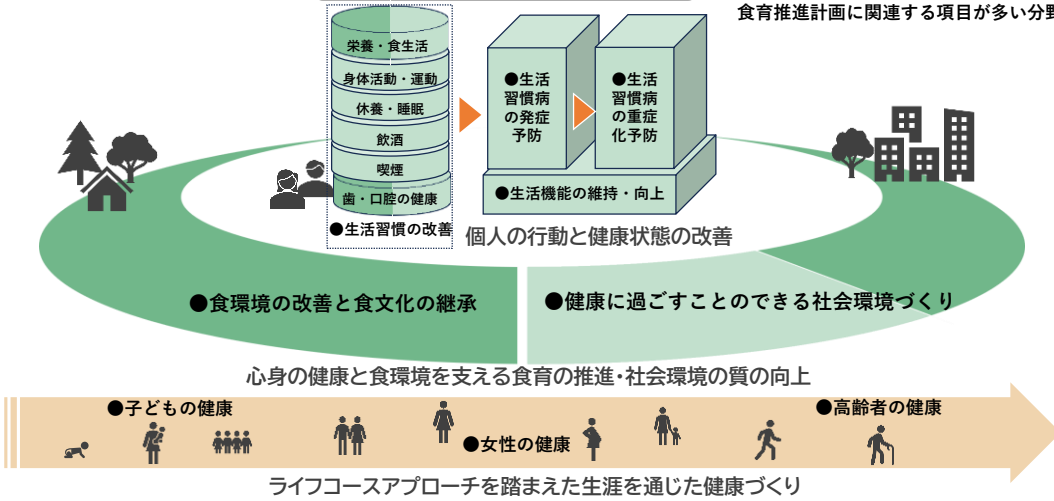 食育推進計画に関連する項目が多い分野
栄養・食生活
身体活動・運動
休養・睡眠
飲酒
喫煙
歯・口腔の健康
●生活習慣の改善
●生活
習慣病
の発症
予防
●生活
習慣病
の重症
化予防
●生活機能の維持・向上
個人の行動と健康状態の改善
●食環境の改善と食文化の継承
●健康に過ごすことのできる社会環境づくり
心身の健康と食環境を支える食育の推進・社会環境の質の向上
●子どもの健康
●女性の健康
●高齢者の健康
ライフコースアプローチを踏まえた生涯を通じた健康づくり